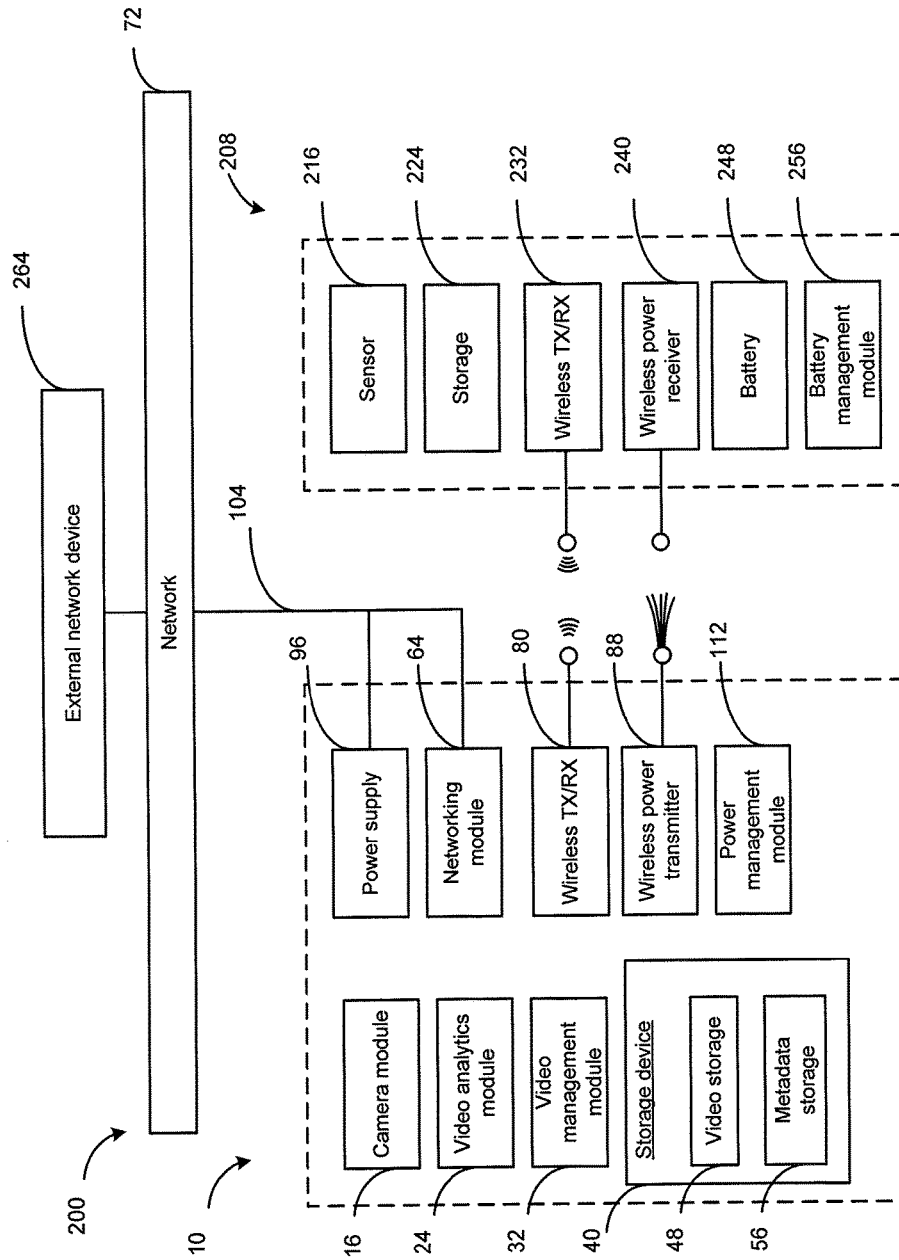 264
External network device
72
Network
200
10
208
104
Camera module
16
Video analytics
module
24
Video
management
module
32
Storage device
40
Video storage
48
Metadata
storage
56
96
Power supply
64
Networking
module
80
Wireless TX/RX
88
Wireless power
transmitter
112
Power
management
module
216
Sensor
224
Storage
232
Wireless TX/RX
240
Wireless power
receiver
248
Battery
256
Battery
management
module